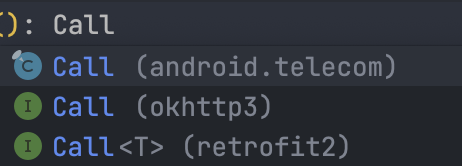 (): Call
C Call (android.telecom)
I Call (okhttp3)
I Call<T> (retrofit2)